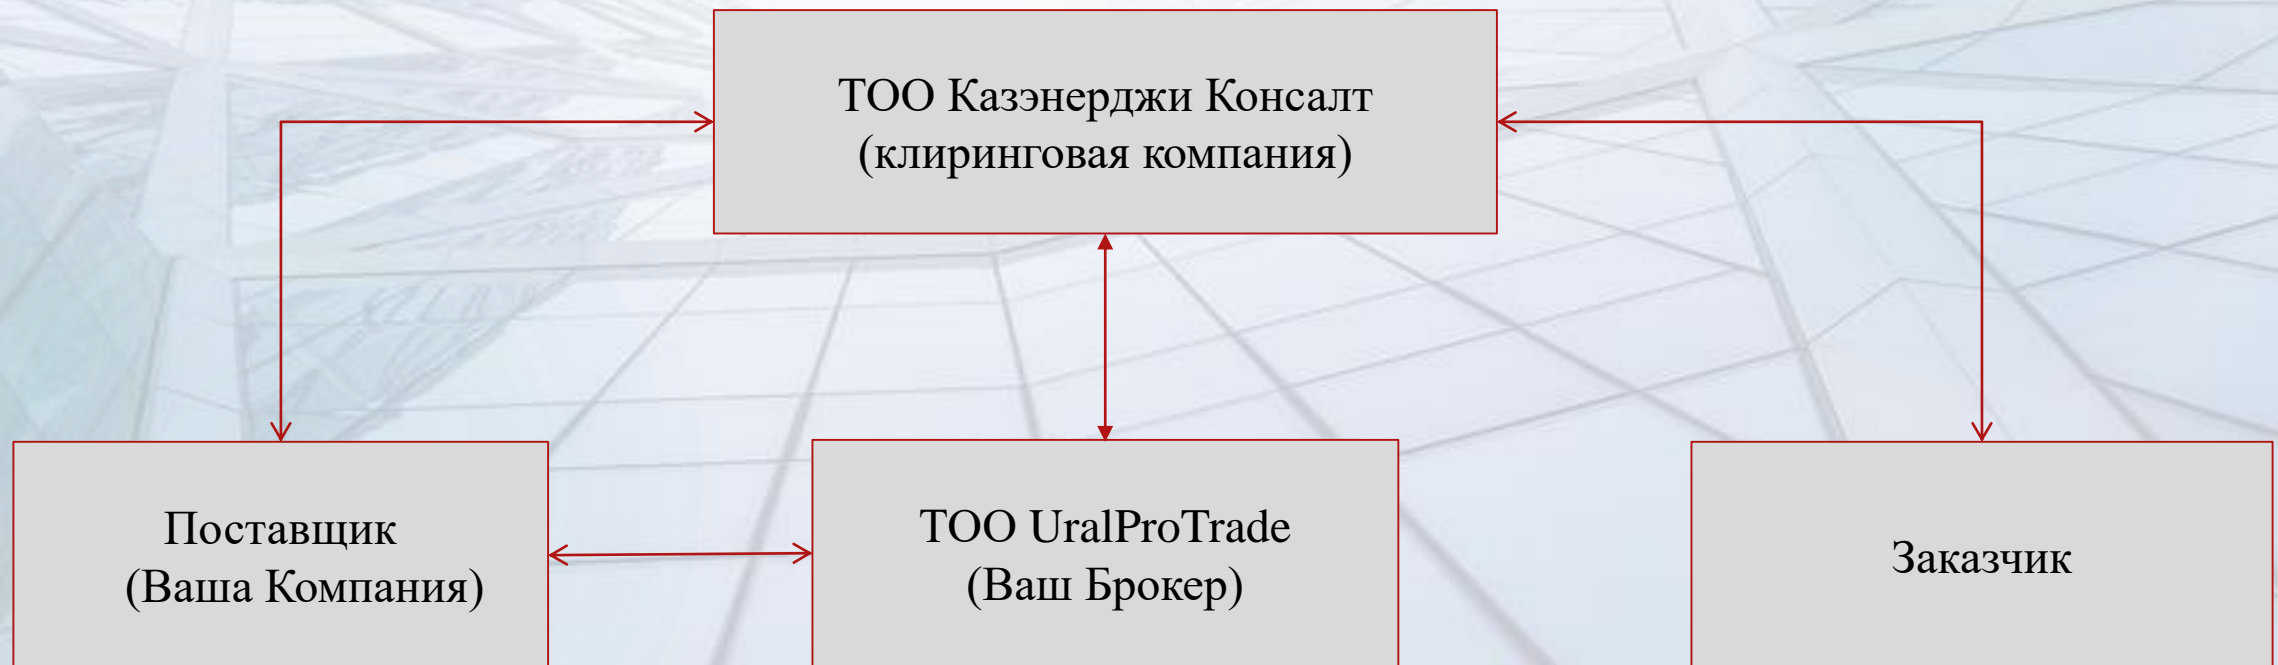 ТОО Казэнерджи Консалт
(клиринговая компания)
Поставщик
(Ваша Компания)
ТОО UralProTrade
(Ваш Брокер)
Заказчик